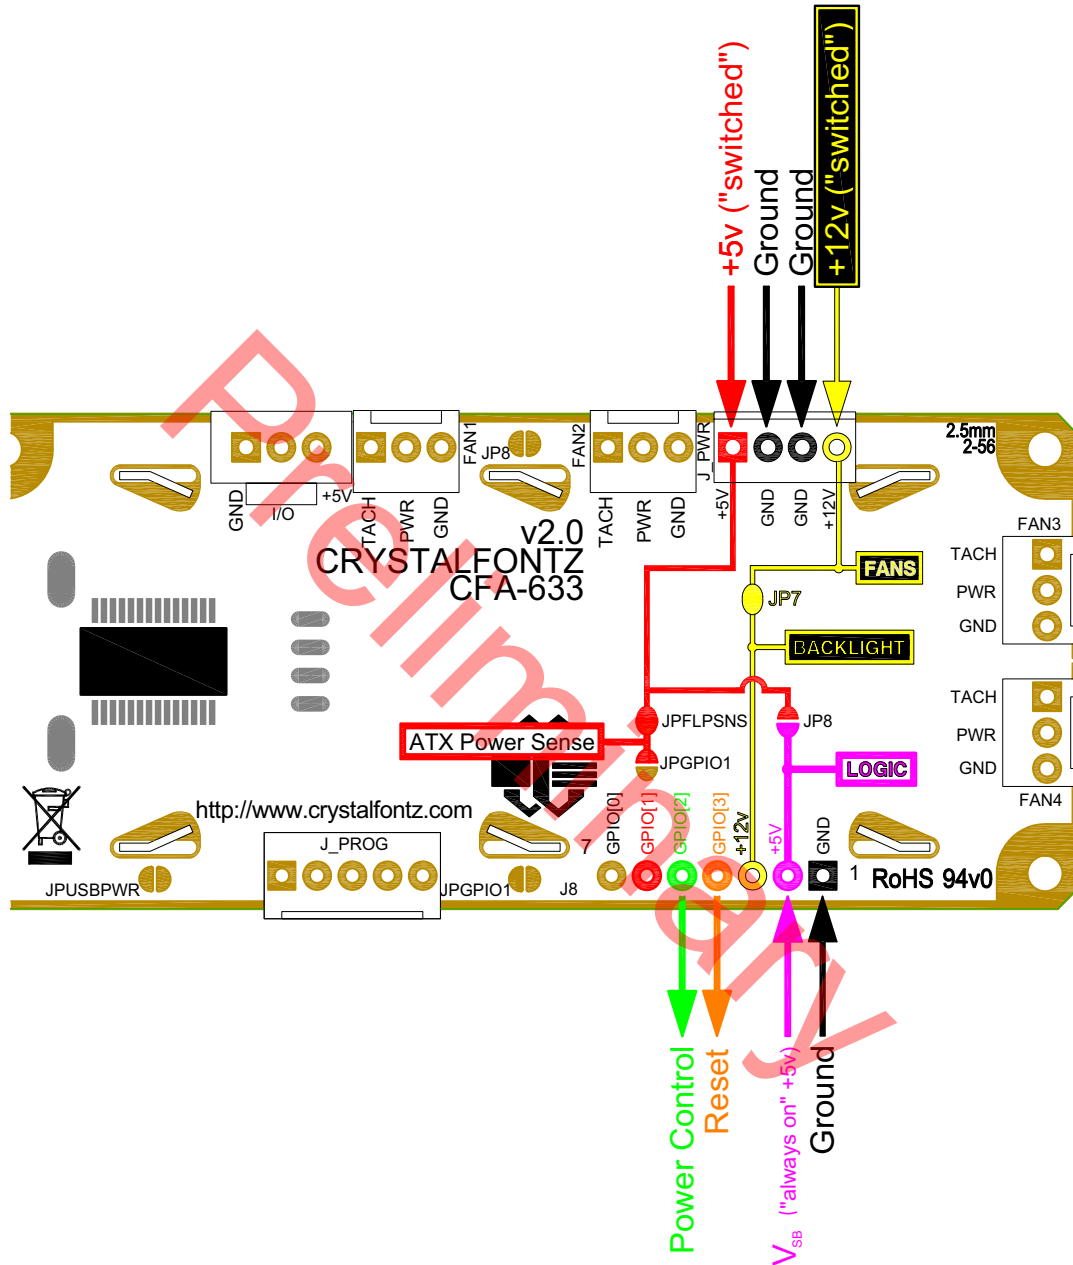 +5v ("switched")
Ground
Ground
+12v ("switched")
2.5mm
2-56
FAN1
JP8
FAN2
J_PWR
GND
I/O
+5V
TACH
PWR
GND
TACH
PWR
GND
+5V
GND
GND
+12V
v2.0
CRYSTALFONTZ
CFA-633
FANS
JP7
BACKLIGHT
FAN3
TACH
PWR
GND
TACH
PWR
GND
FAN4
JPFLPSNS
JP8
ATX Power Sense
JPGPIO1
LOGIC
http://www.crystalfontz.com
J_PROG
7
GPIO[0]
GPIO[1]
GPIO[2]
GPIO[3]
+12v
+5V
GND
1
RoHS 94v0
JPUSBPWR
JPGPIO1
J8
Power Control
Reset
VSB ("always on" +5v)
Ground
Preliminary